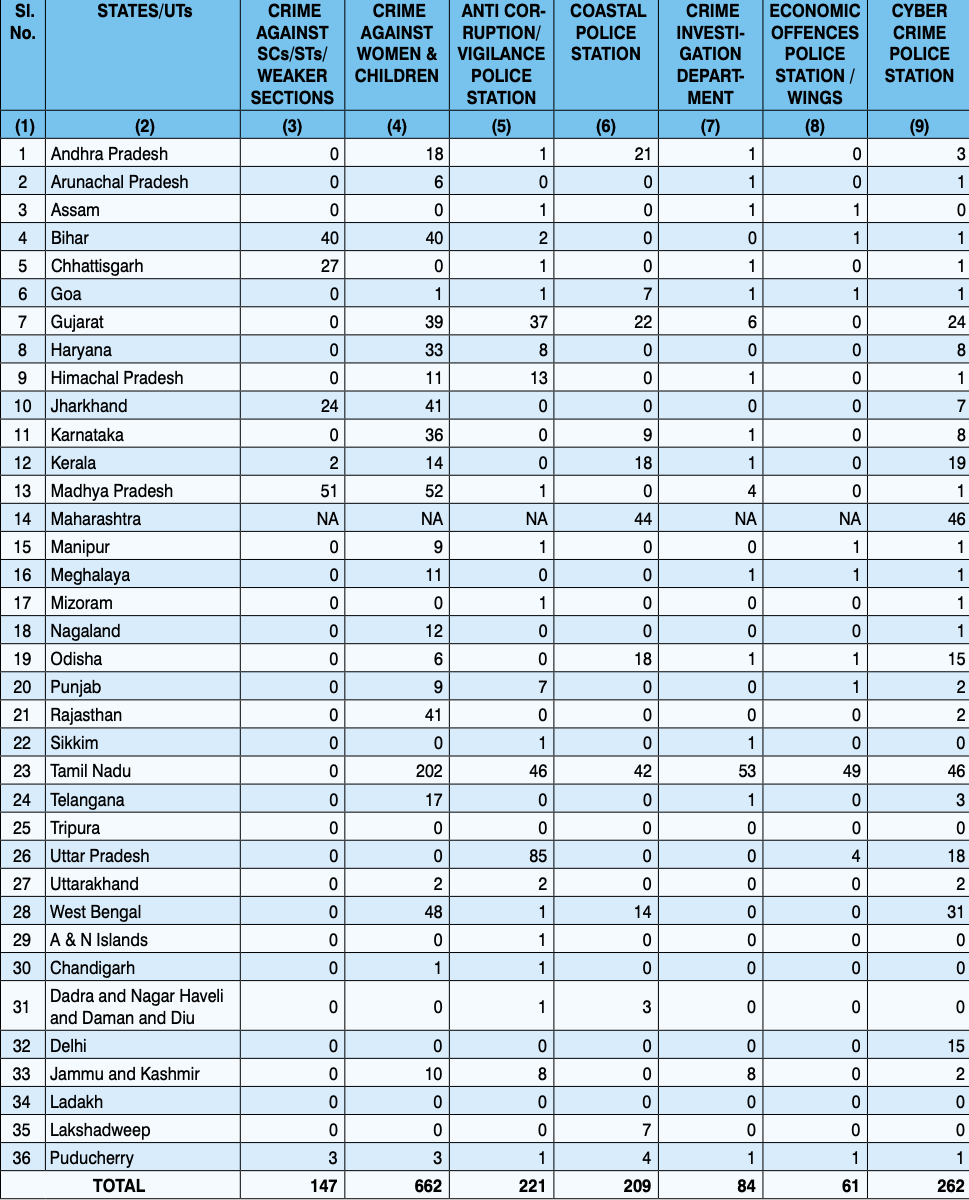 Sl. No. STATES/UTs CRIME AGAINST SCs/STs/ WEAKER SECTIONS CRIME AGAINST WOMEN & CHILDREN ANTI COR-RUPTION/ VIGILANCE POLICE STATION COASTAL POLICE STATION CRIME INVESTI-GATION DEPART-MENT ECONOMIC OFFENCES POLICE STATION / WINGS CYBER CRIME POLICE STATION
(1) (2) (3) (4) (5) (6) (7) (8) (9)
1 Andhra Pradesh 0 18 1 21 1 0 3
2 Arunachal Pradesh 0 6 0 0 1 0 1
3 Assam 0 0 1 0 1 1 0
4 Bihar 40 40 2 0 0 1 1
5 Chhattisgarh 27 0 1 0 1 0 1
6 Goa 0 1 1 7 1 1 1
7 Gujarat 0 39 37 22 6 0 24
8 Haryana 0 33 8 0 0 0 8
9 Himachal Pradesh 0 11 13 0 1 0 1
10 Jharkhand 24 41 0 0 0 0 7
11 Karnataka 0 36 0 9 1 0 8
12 Kerala 2 14 0 18 1 0 19
13 Madhya Pradesh 51 52 1 0 4 0 1
14 Maharashtra NA NA NA 44 NA NA 46
15 Manipur 0 9 1 0 0 1 1
16 Meghalaya 0 11 0 0 1 1 1
17 Mizoram 0 0 1 0 0 0 1
18 Nagaland 0 12 0 0 0 0 1
19 Odisha 0 6 0 18 1 1 15
20 Punjab 0 9 7 0 0 1 2
21 Rajasthan 0 41 0 0 0 0 2
22 Sikkim 0 0 1 0 1 0 0
23 Tamil Nadu 0 202 46 42 53 49 46
24 Telangana 0 17 0 0 1 0 3
25 Tripura 0 0 0 0 0 0 0
26 Uttar Pradesh 0 0 85 0 0 4 18
27 Uttarakhand 0 2 2 0 0 0 2
28 West Bengal 0 48 1 14 0 0 31
29 A & N Islands 0 0 1 0 0 0 0
30 Chandigarh 0 1 1 0 0 0 0
31 Dadra and Nagar Haveli and Daman and Diu 0 0 1 3 0 0 0
32 Delhi 0 0 0 0 0 0 15
33 Jammu and Kashmir 0 10 8 0 8 0 2
34 Ladakh 0 0 0 0 0 0 0
35 Lakshadweep 0 0 0 7 0 0 0
36 Puducherry 3 3 1 4 1 1 1
TOTAL 147 662 221 209 84 61 262